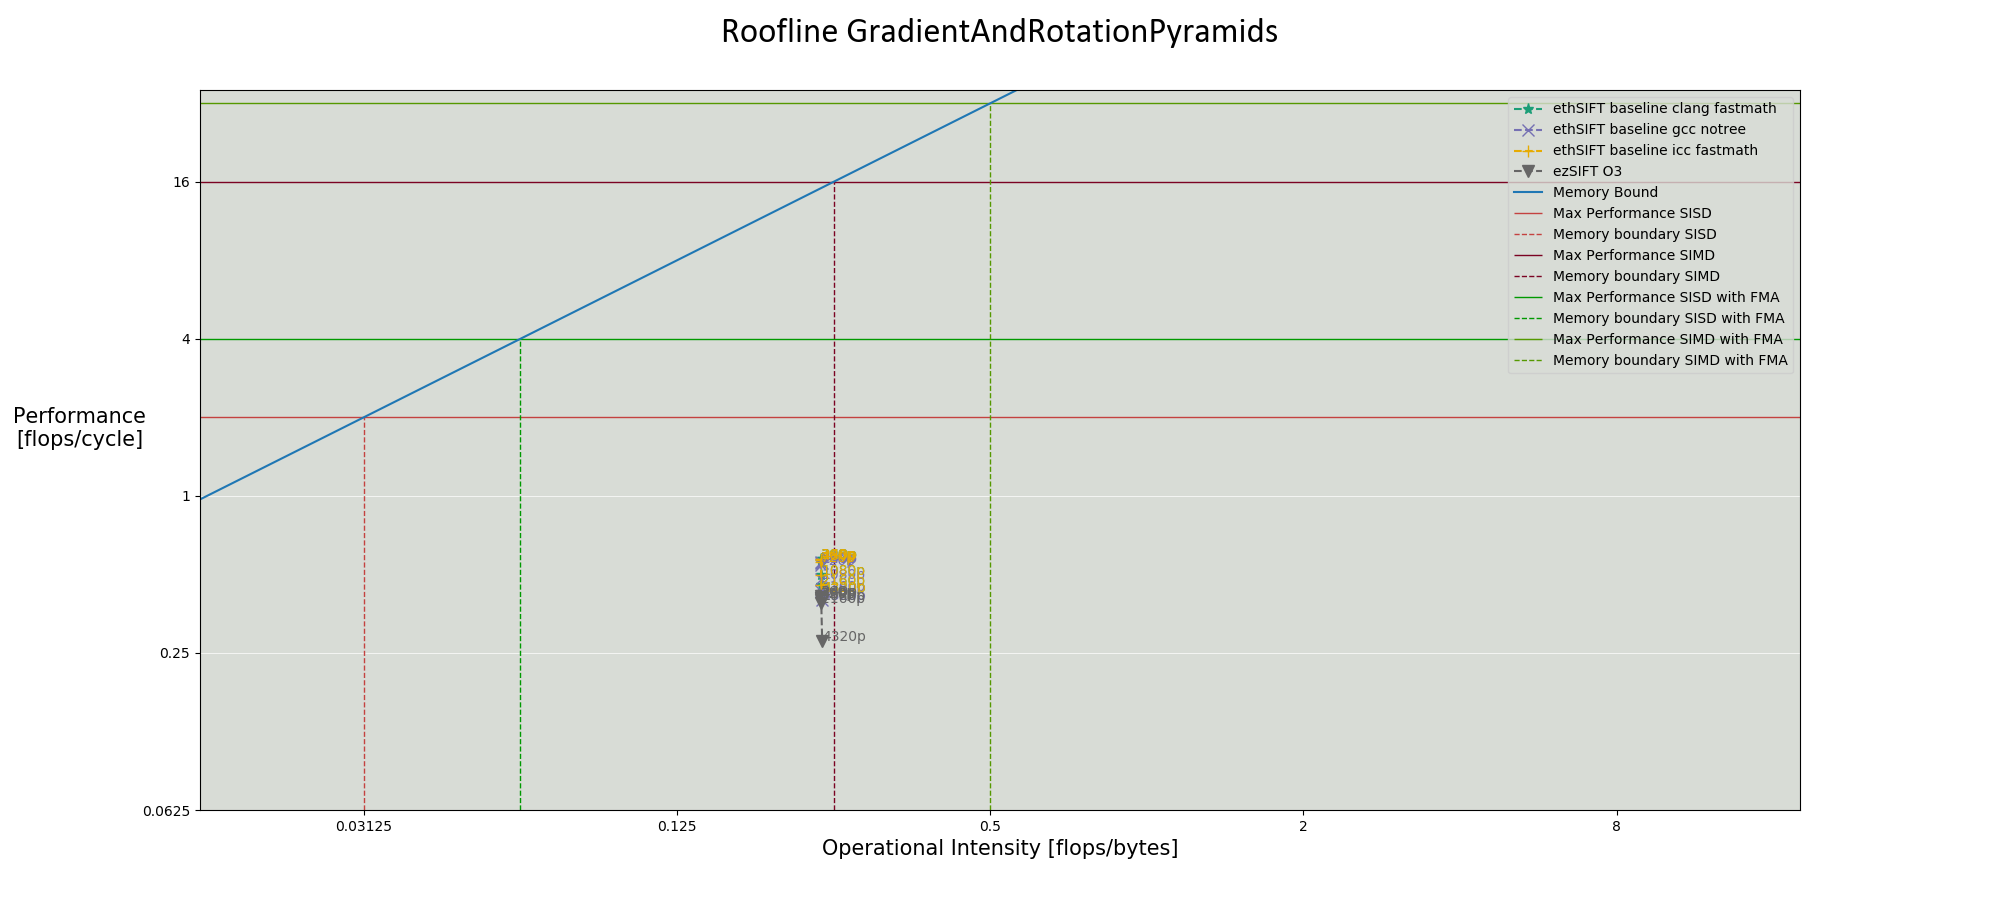 Roofline GradientAndRotationPyramids
ethSIFT baseline clang fastmath
ethSIFT baseline gcc notree
ethSIFT baseline icc fastmath
ezSIFT O3
Memory Bound
Max Performance SISD
Memory boundary SISD
Max Performance SIMD
Memory boundary SIMD
Max Performance SISD with FMA
Memory boundary SISD with FMA
Max Performance SIMD with FMA
Memory boundary SIMD with FMA
16
4
1
0.25
0.0625
Performance
[flops/cycle]
4320p
0.03125
0.125
0.5
2
8
Operational Intensity [flops/bytes]